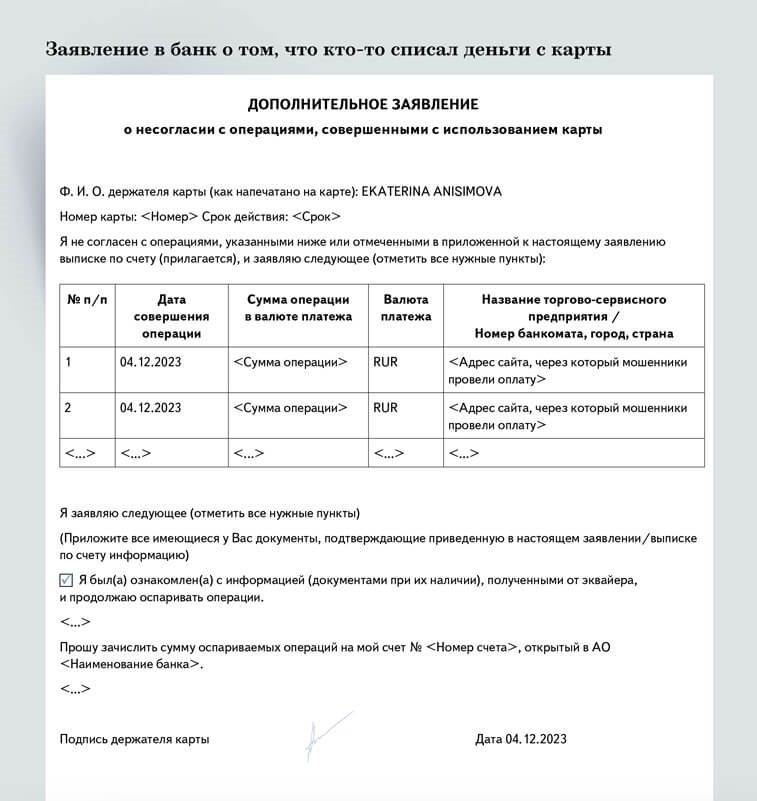 Заявление в банк о том, что кто-то списал деньги с карты
ДОПОЛНИТЕЛЬНОЕ ЗАЯВЛЕНИЕ
о несогласии с операциями, совершенными с использованием карты
Ф. И. О. держателя карты (как напечатано на карте): EKATERINA ANISIMOVA
Номер карты: <Номер> Срок действия: <Срок>
Я не согласен с операциями, указанными ниже или отмеченными в приложенной к настоящему заявлению
выписке по счету (прилагается), и заявляю следующее (отметить все нужные пункты):
№ п/п
Дата
совершения
операции
Сумма операции
в валюте платежа
Валюта
платежа
Название торгово-сервисного
предприятия /
Номер банкомата, город, страна
1
04.12.2023
<Сумма операции>
RUR
<Адрес сайта, через который мошенники
провели оплату>
2
04.12.2023
<Сумма операции>
RUR
<Адрес сайта, через который мошенники
провели оплату>
<...>
<...>
<...>
<...>
<...>
Я заявляю следующее (отметить все нужные пункты)
(Приложите все имеющиеся у Вас документы, подтверждающие приведенную в настоящем заявлении/выписке
по счету информацию)
Я был(а) ознакомлен(а) с информацией (документами при их наличии), полученными от эквайера,
и продолжаю оспаривать операции.
<...>
Прошу зачислить сумму оспариваемых операций на мой счет № <Номер счета>, открытый в АО
<Наименование банка>.
<...>
Подпись держателя карты
Дата 04.12.2023